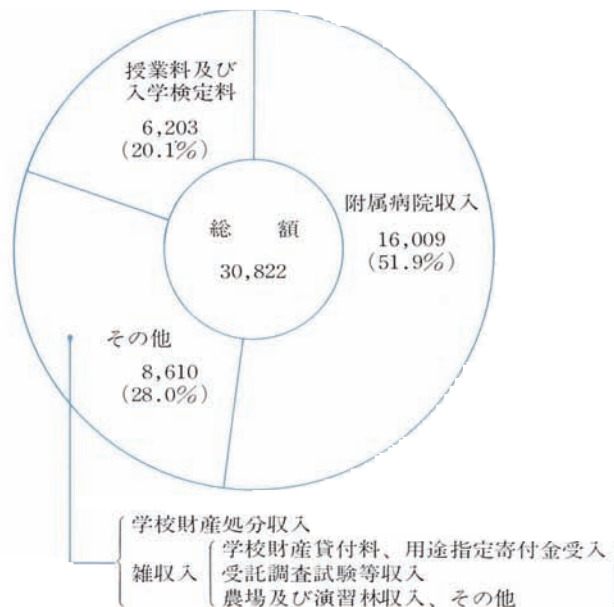 授業料及び
入学検定料
6,203
(20.1%)
附属病院収入
16,009
(51.9%)
総　額
30,822
その他
8,610
(28.0%)
学校財産処分収入
雑収入
学校財産貸付料、用途指定寄付金受入
受託調査試験等収入
農場及び演習林収入、その他